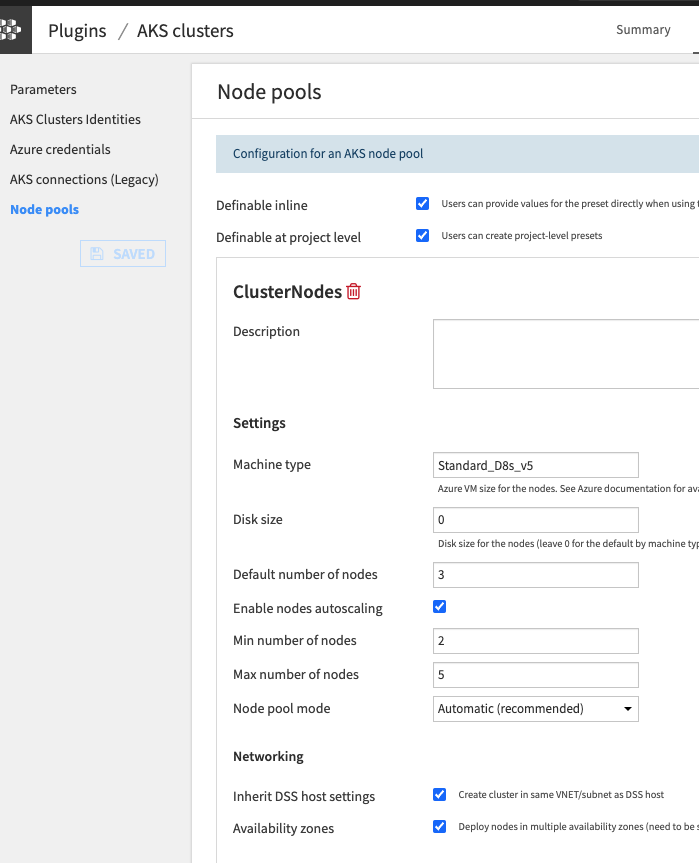 Plugins / AKS clusters
Summary
Parameters
AKS Clusters Identities
Azure credentials
AKS connections (Legacy)
Node pools
SAVED
Node pools
Configuration for an AKS node pool
Definable inline
Users can provide values for the preset directly when using
Definable at project level
Users can create project-level presets
ClusterNodes
Description
Settings
Machine type
Standard_D8s_v5
Azure VM size for the nodes. See Azure documentation for
Disk size
0
Disk size for the nodes (leave 0 for the default by machine
Default number of nodes
3
Enable nodes autoscaling
Min number of nodes
2
Max number of nodes
5
Node pool mode
Automatic (recommended)
Networking
Inherit DSS host settings
Create cluster in same VNET/subnet as DSS host
Availability zones
Deploy nodes in multiple availability zones (need to be